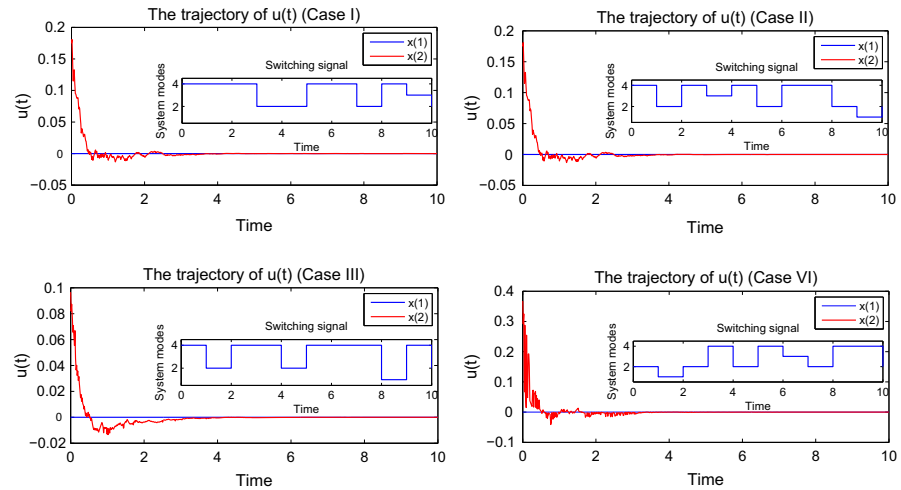 The trajectory of u(t) (Case I)
0.2
0.15
0.1
0.05
0
−0.05
u(t)
x(1)
x(2)
Switching signal
System modes
4
2
0 2 4 6 8 10
Time
0 2 4 6 8 10
Time
The trajectory of u(t) (Case II)
0.2
0.15
0.1
0.05
0
−0.05
u(t)
x(1)
x(2)
Switching signal
System modes
4
2
0 2 4 6 8 10
Time
0 2 4 6 8 10
Time
The trajectory of u(t) (Case III)
0.1
0.08
0.06
0.04
0.02
0
−0.02
u(t)
x(1)
x(2)
Switching signal
System modes
4
2
0 2 4 6 8 10
Time
0 2 4 6 8 10
Time
The trajectory of u(t) (Case VI)
0.4
0.3
0.2
0.1
0
−0.1
u(t)
x(1)
x(2)
Switching signal
System modes
4
2
0 2 4 6 8 10
Time
0 2 4 6 8 10
Time